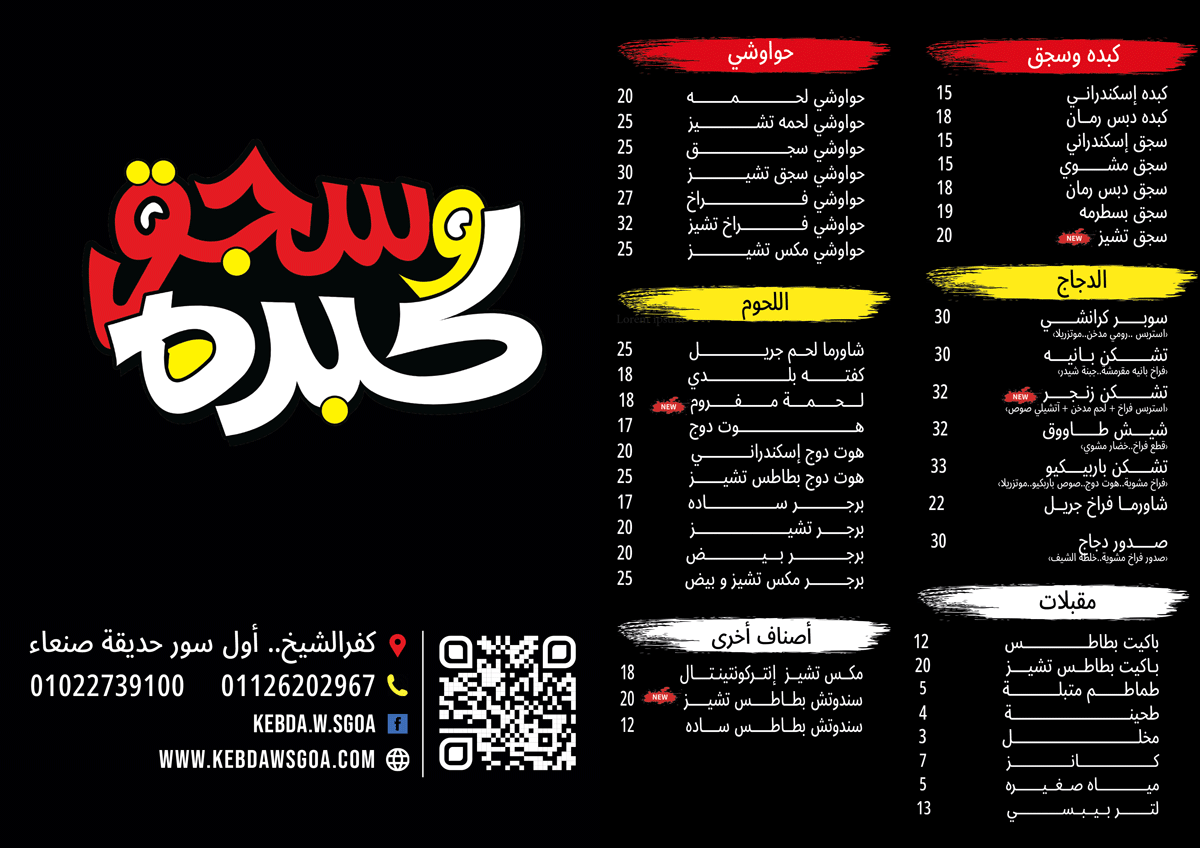 كبده وسجق
كبده إسكندراني 15
كبده دبس رمان 18
سجق إسكندراني 15
سجق مشوي 15
سجق دبس رمان 18
سجق بسطرمه 19
سجق تشيز NEW 20
الدجاج
سوبر كرانشي 30
‹استربس ..رومي مدخن..موتزريلا›
تشكن بانيه 30
‹فراخ بانيه مقرمشة..جبنة شيدر›
تشكن زنجر NEW 32
‹استربس فراخ + لحم مدخن + أتشيلي صوص›
شيش طاووق 32
‹قطع فراخ..خضار مشوي›
تشكن باربيكيو 33
‹فراخ مشوية..هوت دوج..صوص باربكيو..موتزريلا›
شاورما فراخ جريل 22
صدور دجاج 30
‹صدور فراخ مشوية..خلطة الشيف›
مقبلات
باكيت بطاطس 12
باكيت بطاطس تشيز 20
طماطم متبلة 5
طحينة 4
مخلل 3
كانز 7
مياه صغيره 5
لتر بيبسي 13
حواوشي
حواوشي لحمه 20
حواوشي لحمه تشيز 25
حواوشي سجق 25
حواوشي سجق تشيز 30
حواوشي فراخ 27
حواوشي فراخ تشيز 32
حواوشي مكس تشيز 25
اللحوم
شاورما لحم جريل 25
كفته بلدي 18
لحمة مفروم NEW 18
هوت دوج 17
هوت دوج إسكندراني 20
هوت دوج بطاطس تشيز 25
برجر ساده 17
برجر تشيز 20
برجر بيض 20
برجر مكس تشيز و بيض 25
أصناف أخرى
مكس تشيز إنتركونتيننتال 18
سندوتش بطاطس تشيز NEW 20
سندوتش بطاطس ساده 12
وسجق
كبده
كفرالشيخ.. أول سور حديقة صنعاء
01022739100 01126202967
KEBDA.W.SGOA
WWW.KEBDAWSGOA.COM